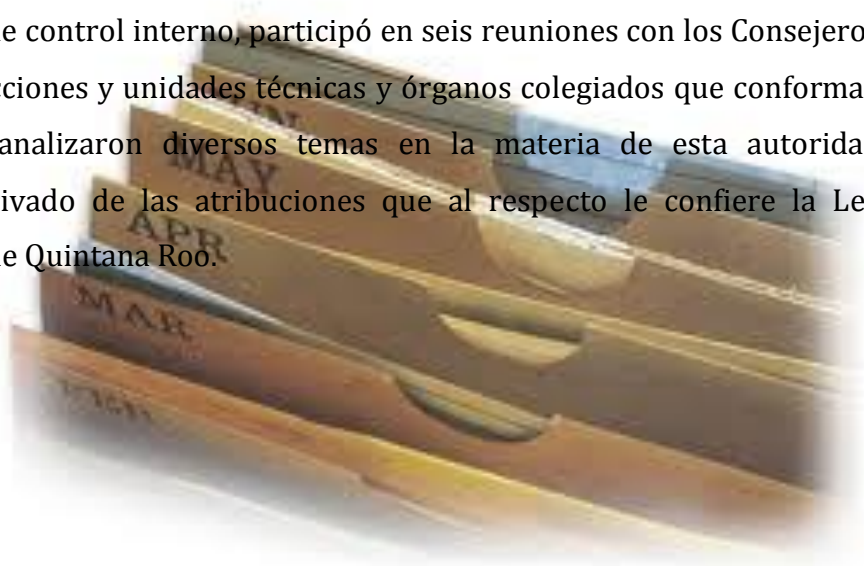 e control interno, participó en seis reuniones con los Consejero
cciones y unidades técnicas y órganos colegiados que conforma
analizaron diversos temas en la materia de esta autorida
ivado de las atribuciones que al respecto le confiere la Le
e Quintana Roo.
JUN
MAY
APR
MAR
FEB